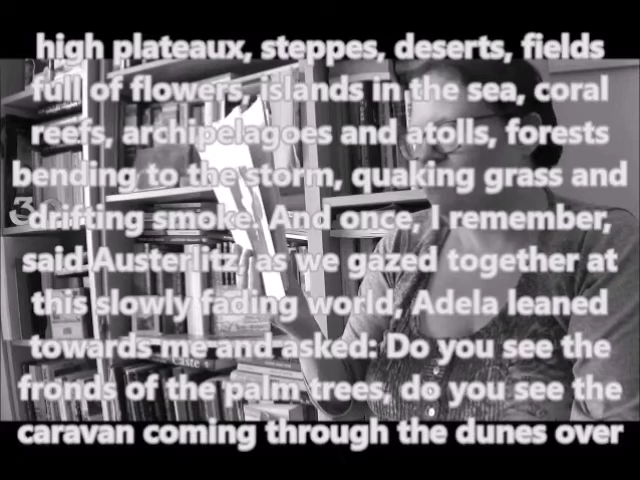 high plateaux, steppes, deserts, fields
full of flowers, islands in the sea, coral
reefs, archipelagoes and atolls, forests
bending to the storm, quaking grass and
drifting smoke. And once, I remember,
said Austerlitz, as we gazed together at
this slowly fading world, Adela leaned
towards me and asked: Do you see the
fronds of the palm trees, do you see the
caravan coming through the dunes over